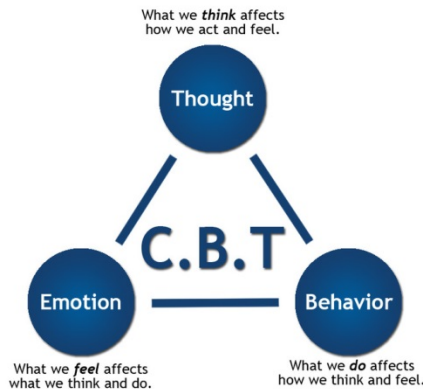 What we think affects
how we act and feel.
Thought
C.B.T
Emotion
Behavior
What we feel affects
what we think and do.
What we do affects
how we think and feel.